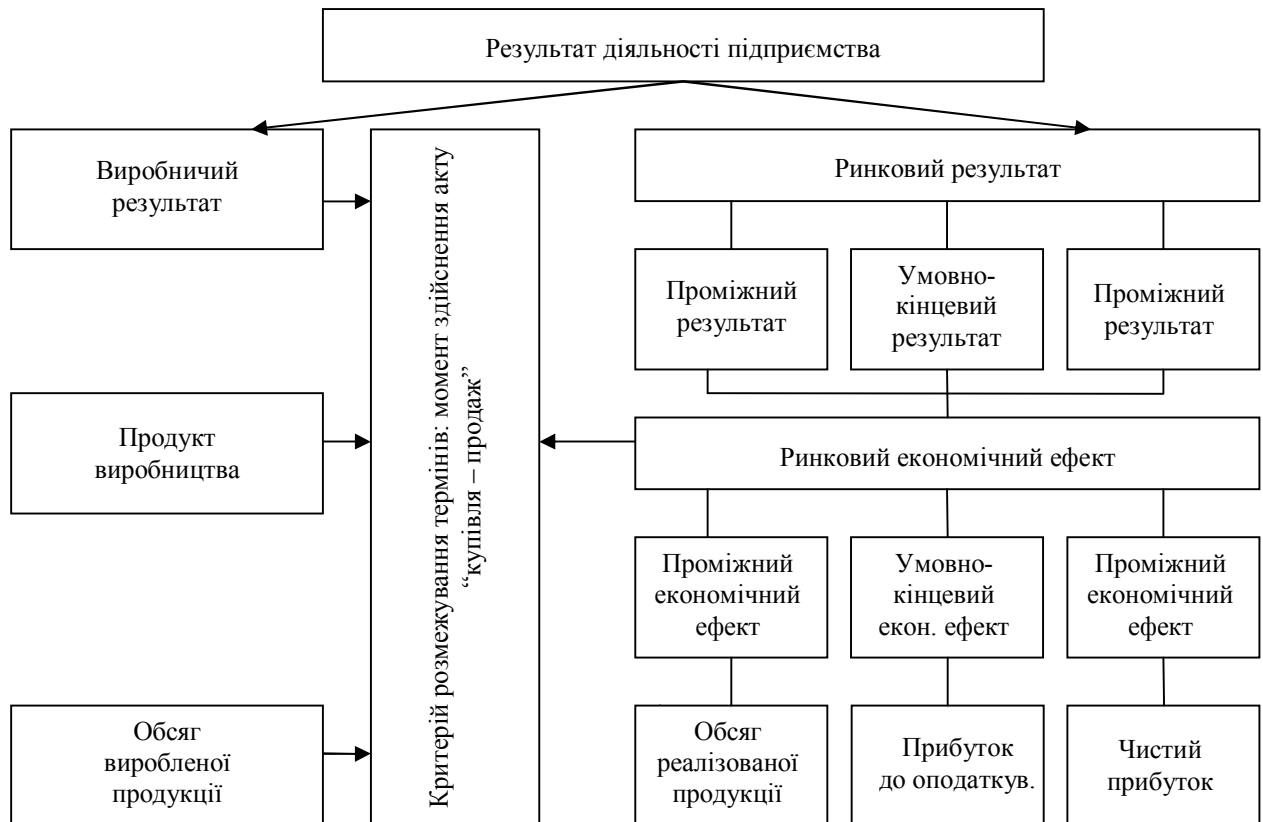 Результат діяльності підприємства
Виробничий
результат
Критерій розмежування термінів: момент здійснення акту
“купівля – продаж”
Ринковий результат
Проміжний
результат
Умовно-
кінцевий
результат
Проміжний
результат
Продукт
виробництва
Ринковий економічний ефект
Проміжний
економічний
ефект
Умовно-
кінцевий
екон. ефект
Проміжний
економічний
ефект
Обсяг
виробленої
продукції
Обсяг
реалізованої
продукції
Прибуток
до оподаткув.
Чистий
прибуток